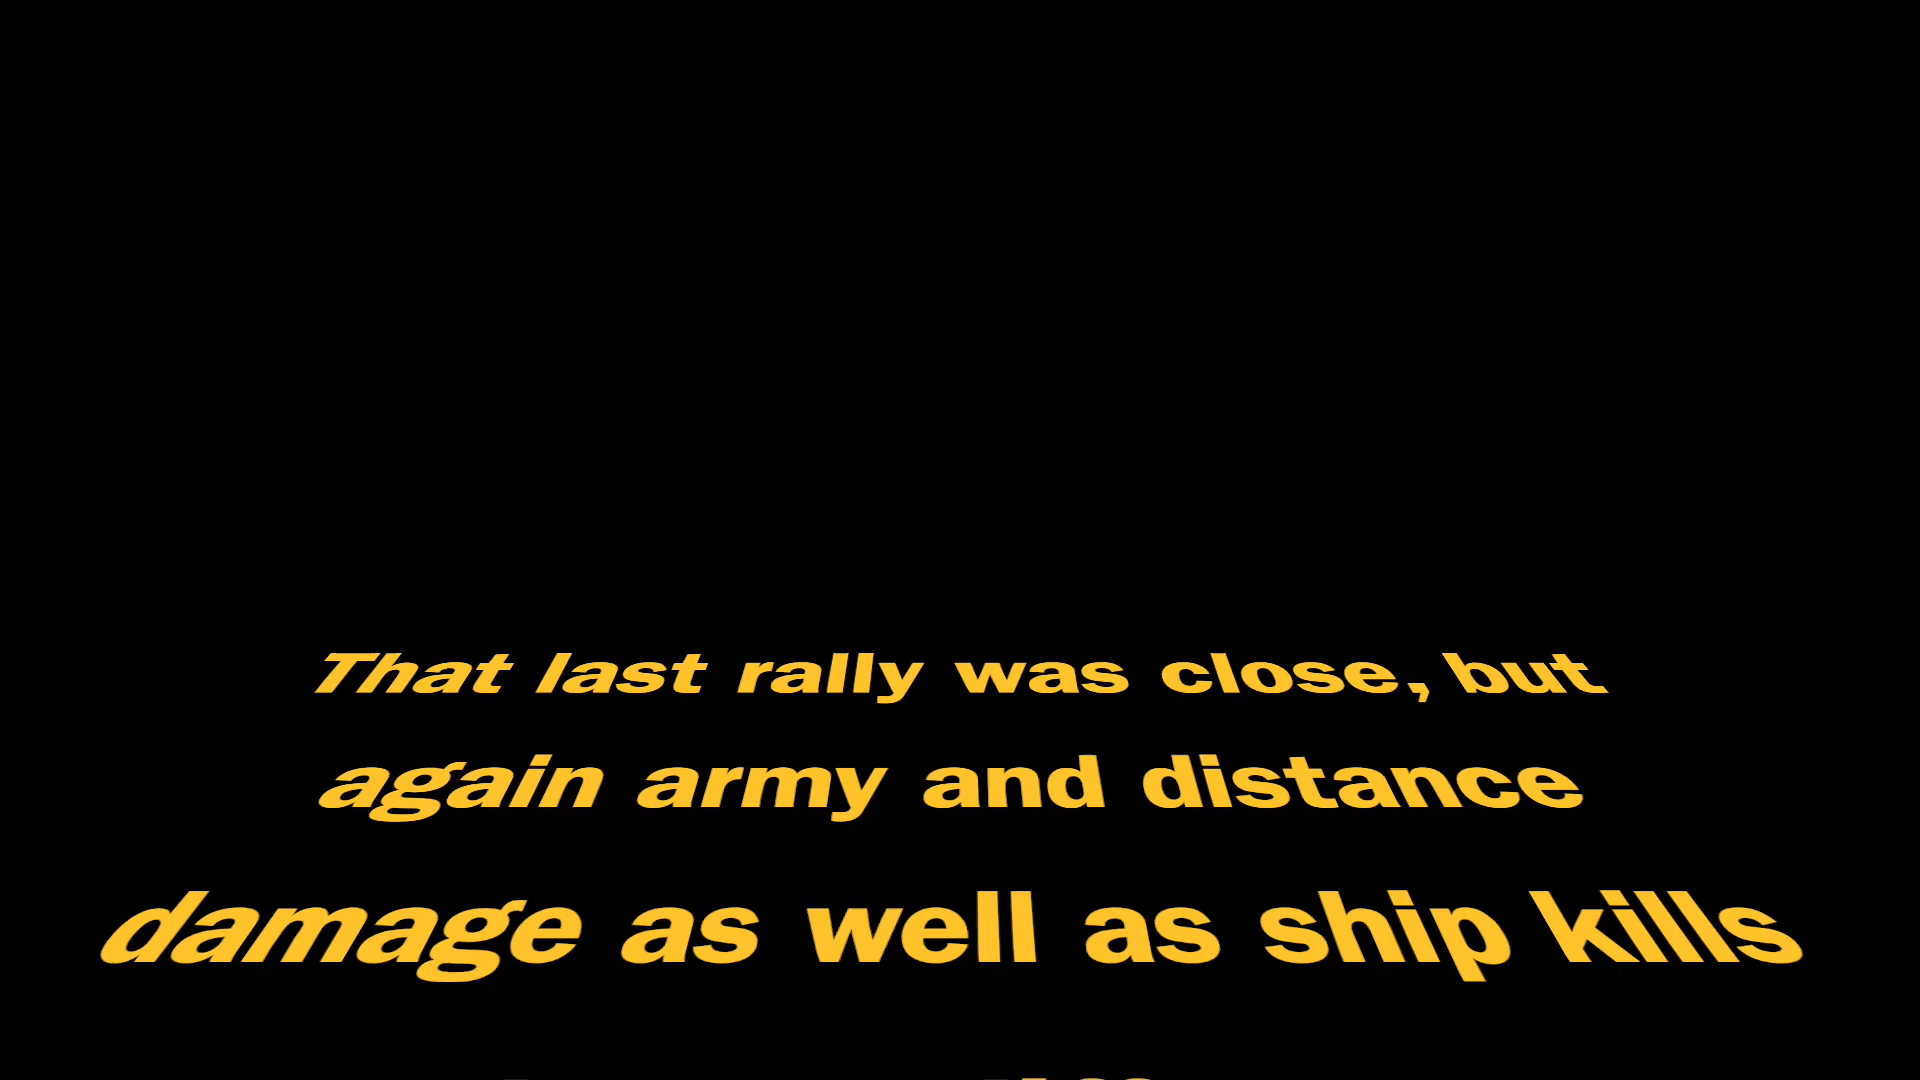 That last rally was close, but
again army and distance
damage as well as ship kills